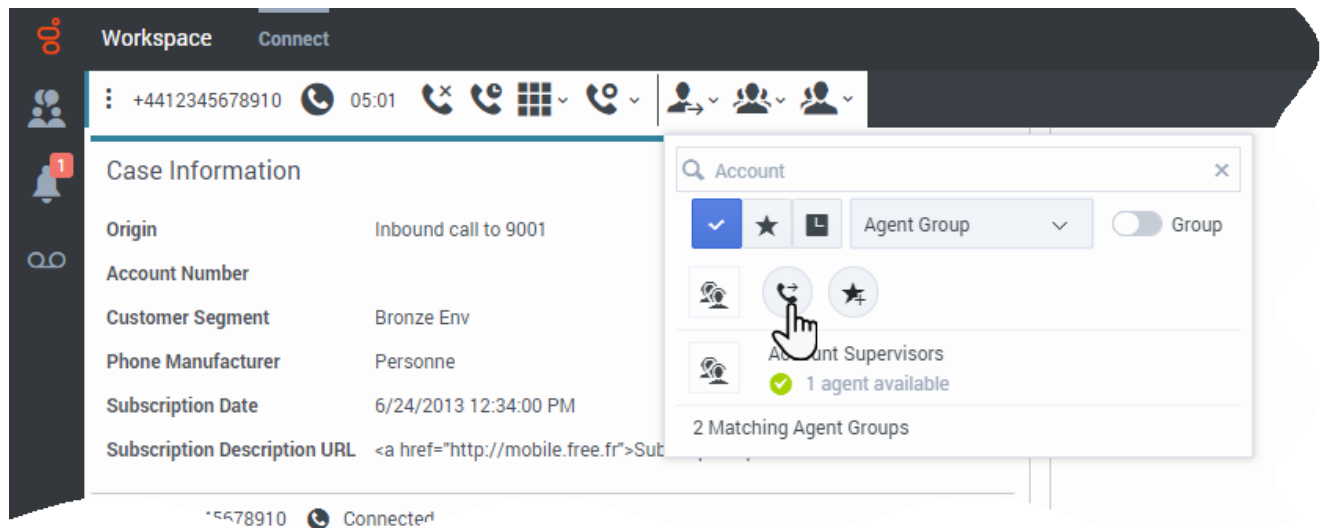 Workspace Connect
+4412345678910 05:01
Account
1
Case Information
Agent Group Group
Origin Inbound call to 9001
Account Number
Customer Segment Bronze Env
Phone Manufacturer Personne
Supervisors
1 agent available
Subscription Date 6/24/2013 12:34:00 PM
2 Matching Agent Groups
Subscription Description URL <a href="http://mobile.free.fr">Sub
5678910 Connected